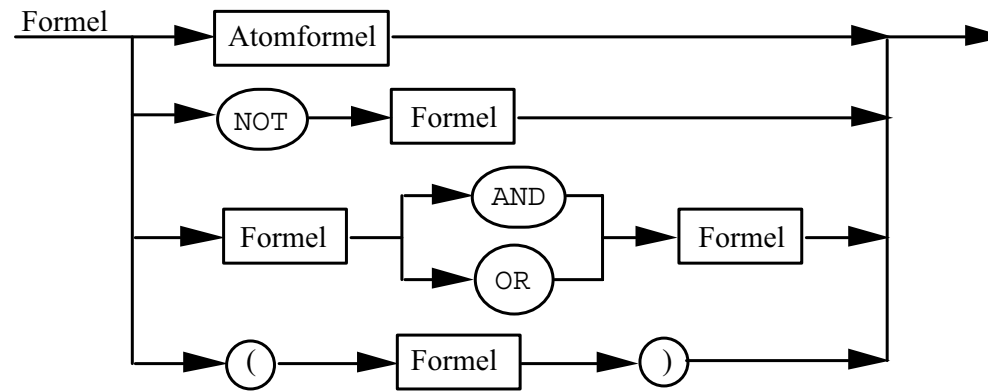 Formel
Atomformel
NOT Formel
AND
Formel Formel
OR
( Formel )